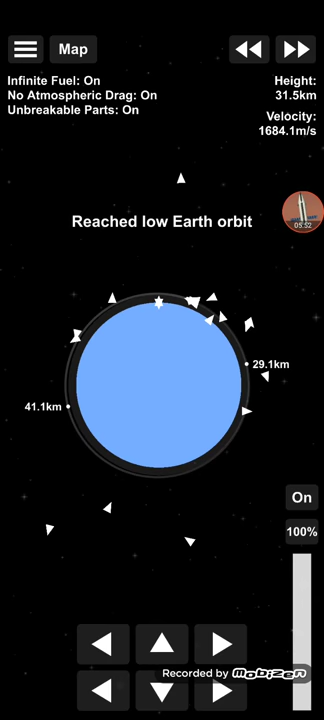 Map
Infinite Fuel: On
No Atmospheric Drag: On
Unbreakable Parts: On
Height:
31.5km
Velocity:
1684.1m/s
05:52
Reached low Earth orbit
29.1km
41.1km
On
100%
Recorded by mobizen